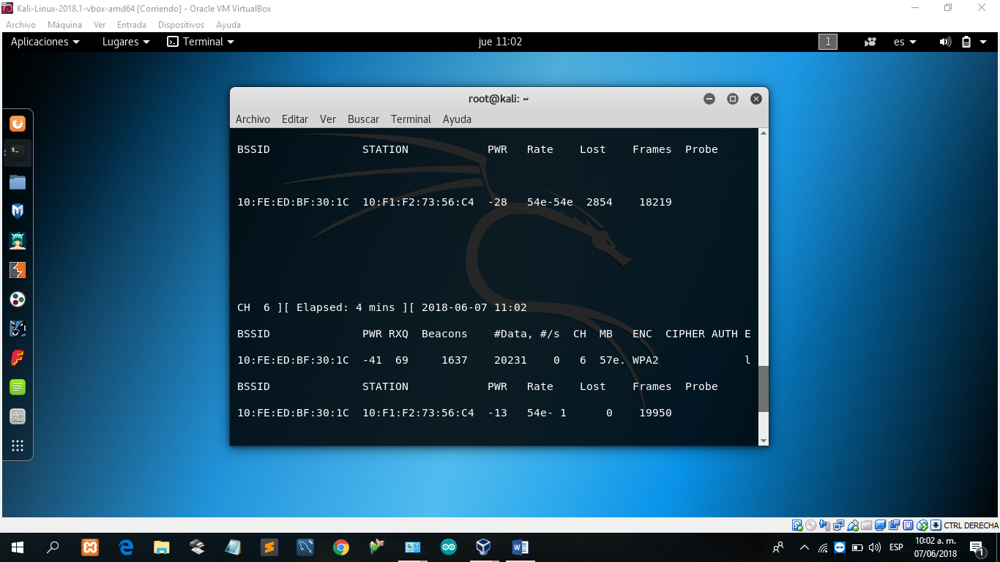 Kali-Linux-2018.1-vbox-amd64 [Corriendo] - Oracle VM VirtualBox
Archivo Máquina Ver Entrada Dispositivos Ayuda
Aplicaciones Lugares Terminal jue 11:02 1 es
root@kali: ~
Archivo Editar Ver Buscar Terminal Ayuda
BSSID STATION PWR Rate Lost Frames Probe
10:FE:ED:BF:30:1C 10:F1:F2:73:56:C4 -28 54e-54e 2854 18219
CH 6 ][ Elapsed: 4 mins ][ 2018-06-07 11:02
BSSID PWR RXQ Beacons #Data, #/s CH MB ENC CIPHER AUTH E
10:FE:ED:BF:30:1C -41 69 1637 20231 0 6 57e. WPA2 l
BSSID STATION PWR Rate Lost Frames Probe
10:FE:ED:BF:30:1C 10:F1:F2:73:56:C4 -13 54e- 1 0 19950
CTRL DERECHA
ESP 10:02 a. m.
07/06/2018 1